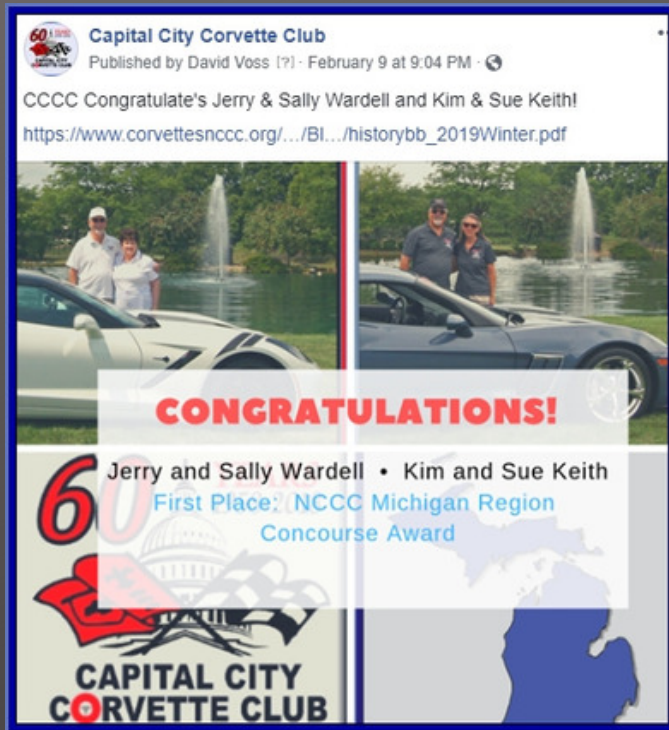 Capital City Corvette Club
Published by David Voss [?] · February 9 at 9:04 PM ·
CCCC Congratulate's Jerry & Sally Wardell and Kim & Sue Keith!
https://www.corvettesnccc.org/.../Bl.../historybb_2019Winter.pdf
CONGRATULATIONS!
Jerry and Sally Wardell • Kim and Sue Keith
First Place: NCCC Michigan Region
Concourse Award
60
YEARS
CAPITAL CITY
CORVETTE CLUB